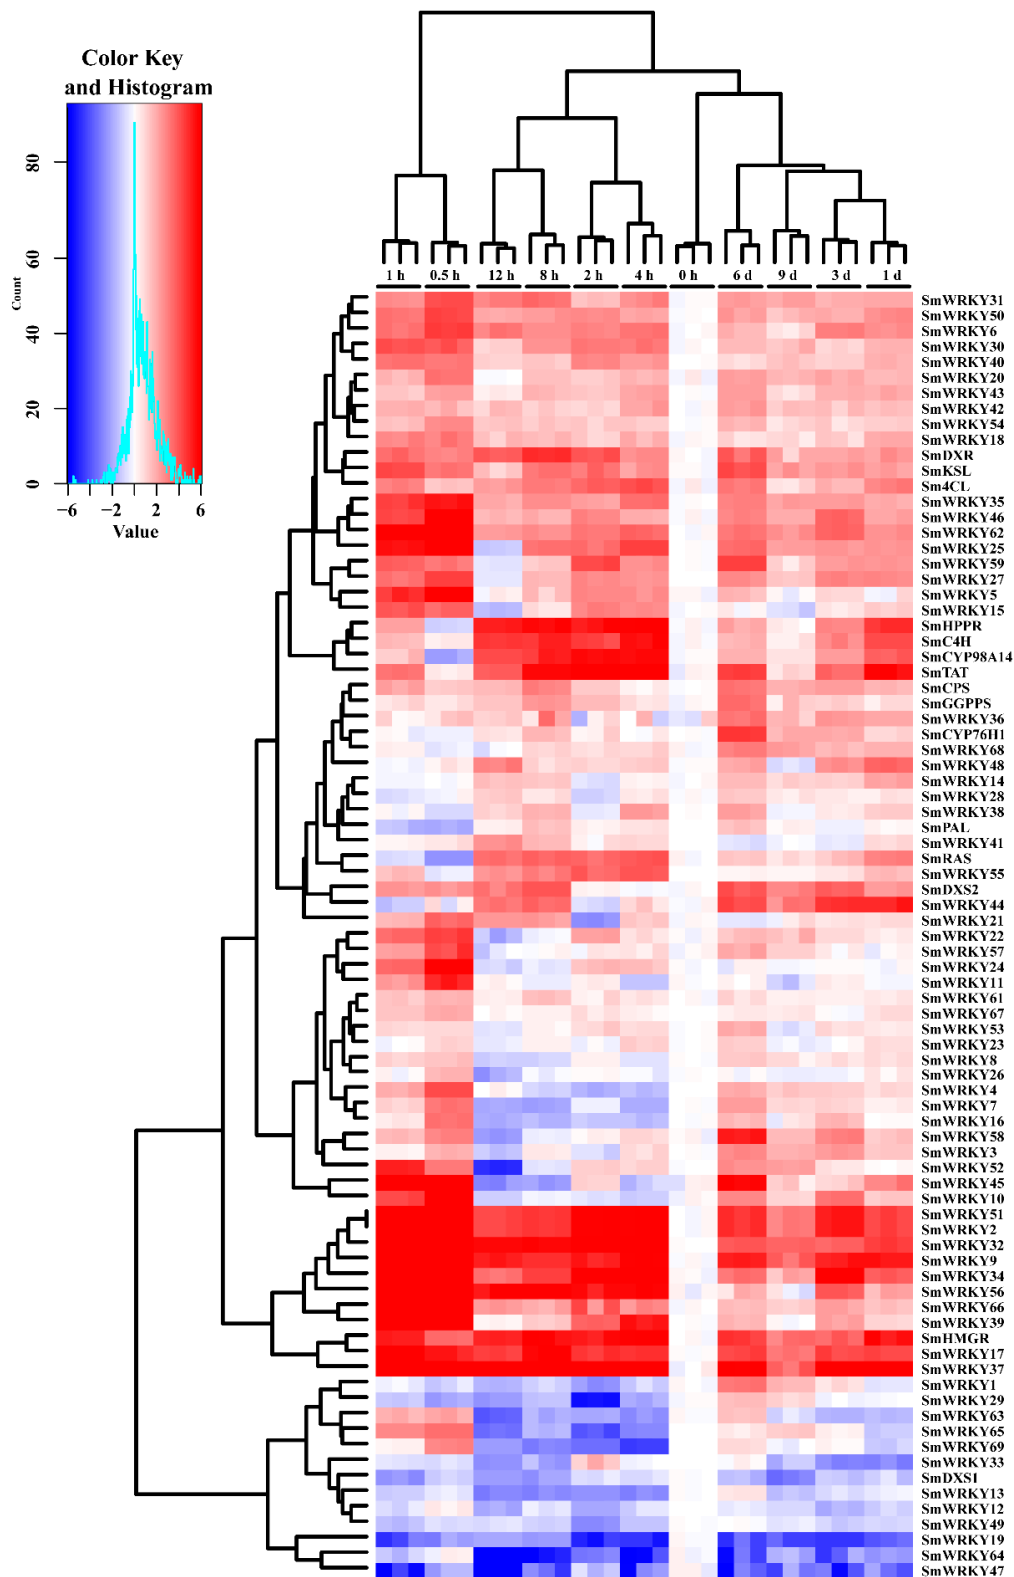 Color Key
and Histogram
Count
0
20
40
60
80
−6
−2
2
6
Value
1 h
0.5 h
12 h
8 h
2 h
4 h
0 h
6 d
9 d
3 d
1 d
SmWRKY31
SmWRKY50
SmWRKY6
SmWRKY30
SmWRKY40
SmWRKY20
SmWRKY43
SmWRKY42
SmWRKY54
SmWRKY18
SmDXR
SmKSL
Sm4CL
SmWRKY35
SmWRKY46
SmWRKY62
SmWRKY25
SmWRKY59
SmWRKY27
SmWRKY5
SmWRKY15
SmHPPR
SmC4H
SmCYP98A14
SmTAT
SmCPS
SmGGPPS
SmWRKY36
SmCYP76H1
SmWRKY68
SmWRKY48
SmWRKY14
SmWRKY28
SmWRKY38
SmPAL
SmWRKY41
SmRAS
SmWRKY55
SmDXS2
SmWRKY44
SmWRKY21
SmWRKY22
SmWRKY57
SmWRKY24
SmWRKY11
SmWRKY61
SmWRKY67
SmWRKY53
SmWRKY23
SmWRKY8
SmWRKY26
SmWRKY4
SmWRKY7
SmWRKY16
SmWRKY58
SmWRKY3
SmWRKY52
SmWRKY45
SmWRKY10
SmWRKY51
SmWRKY2
SmWRKY32
SmWRKY9
SmWRKY34
SmWRKY56
SmWRKY66
SmWRKY39
SmHMGR
SmWRKY17
SmWRKY37
SmWRKY1
SmWRKY29
SmWRKY63
SmWRKY65
SmWRKY69
SmWRKY33
SmDXS1
SmWRKY13
SmWRKY12
SmWRKY49
SmWRKY19
SmWRKY64
SmWRKY47